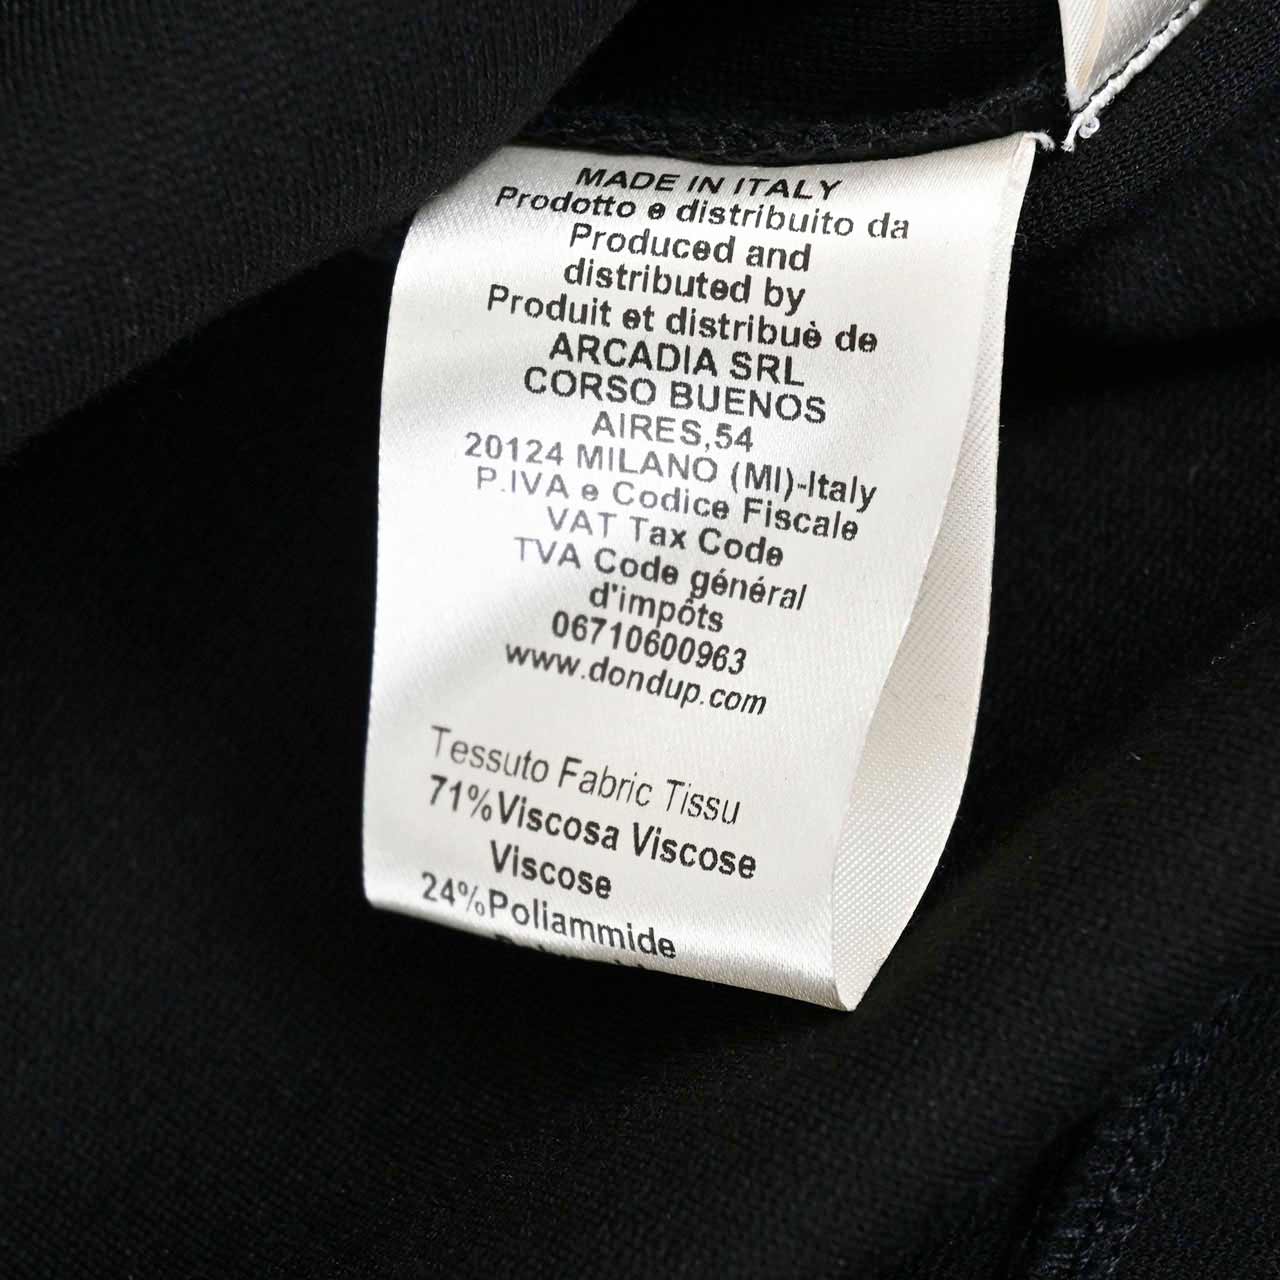 MADE IN ITALY
Prodotto e distribuito da
Produced and
distributed by
Produit et distribuè de
ARCADIA SRL
CORSO BUENOS
AIRES,54
20124 MILANO (MI)-Italy
P.IVA e Codice Fiscale
VAT Tax Code
TVA Code général
d'impôts
06710600963
www.dondup.com
Tessuto Fabric Tissu
71%Viscosa Viscose
Viscose
24%Poliammide